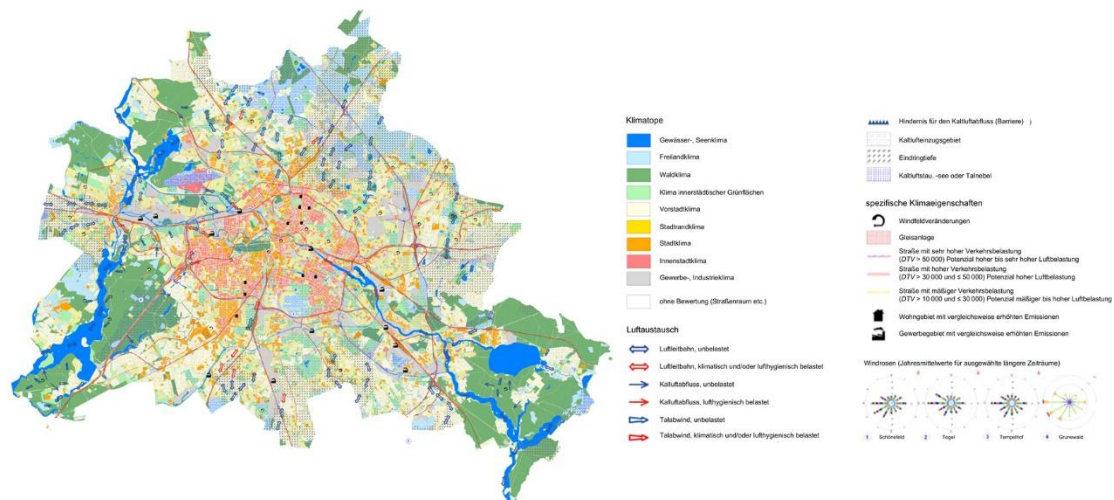 Klimatope
Gewässer-, Seenklima
Freilandklima
Waldklima
Klima innerstädtischer Grünflächen
Vorstadtklima
Stadtrandklima
Stadtklima
Innenstadtklima
Gewerbe-, Industrieklima
ohne Bewertung (Straßenraum etc.)
Luftaustausch
Luftleitbahn, unbelastet
Luftleitbahn, klimatisch und/oder lufthygienisch belastet
Kaltluftabfluss, unbelastet
Kaltluftabfluss, lufthygienisch belastet
Talabwind, unbelastet
Talabwind, klimatisch und/oder lufthygienisch belastet
Hindernis für den Kaltluftabfluss (Barriere) )
Kaltlufteinzugsgebiet
Eindringtiefe
Kaltluftstau, -see oder Talnebel
spezifische Klimaeigenschaften
Windfeldveränderungen
Gleisanlage
Straße mit sehr hoher Verkehrsbelastung
(DTV > 50 000) Potenzial hoher bis sehr hoher Luftbelastung
Straße mit hoher Verkehrsbelastung
(DTV > 30 000 und ≤ 50 000) Potenzial hoher Luftbelastung
Straße mit mäßiger Verkehrsbelastung
(DTV > 10 000 und ≤ 30 000) Potenzial mäßiger bis hoher Luftbelastung
Wohngebiet mit vergleichsweise erhöhten Emissionen
Gewerbegebiet mit vergleichsweise erhöhten Emissionen
Windrosen (Jahresmittelwerte für ausgewählte längere Zeiträume)
1 Schönefeld 2 Tegel 3 Tempelhof 4 Grunewald